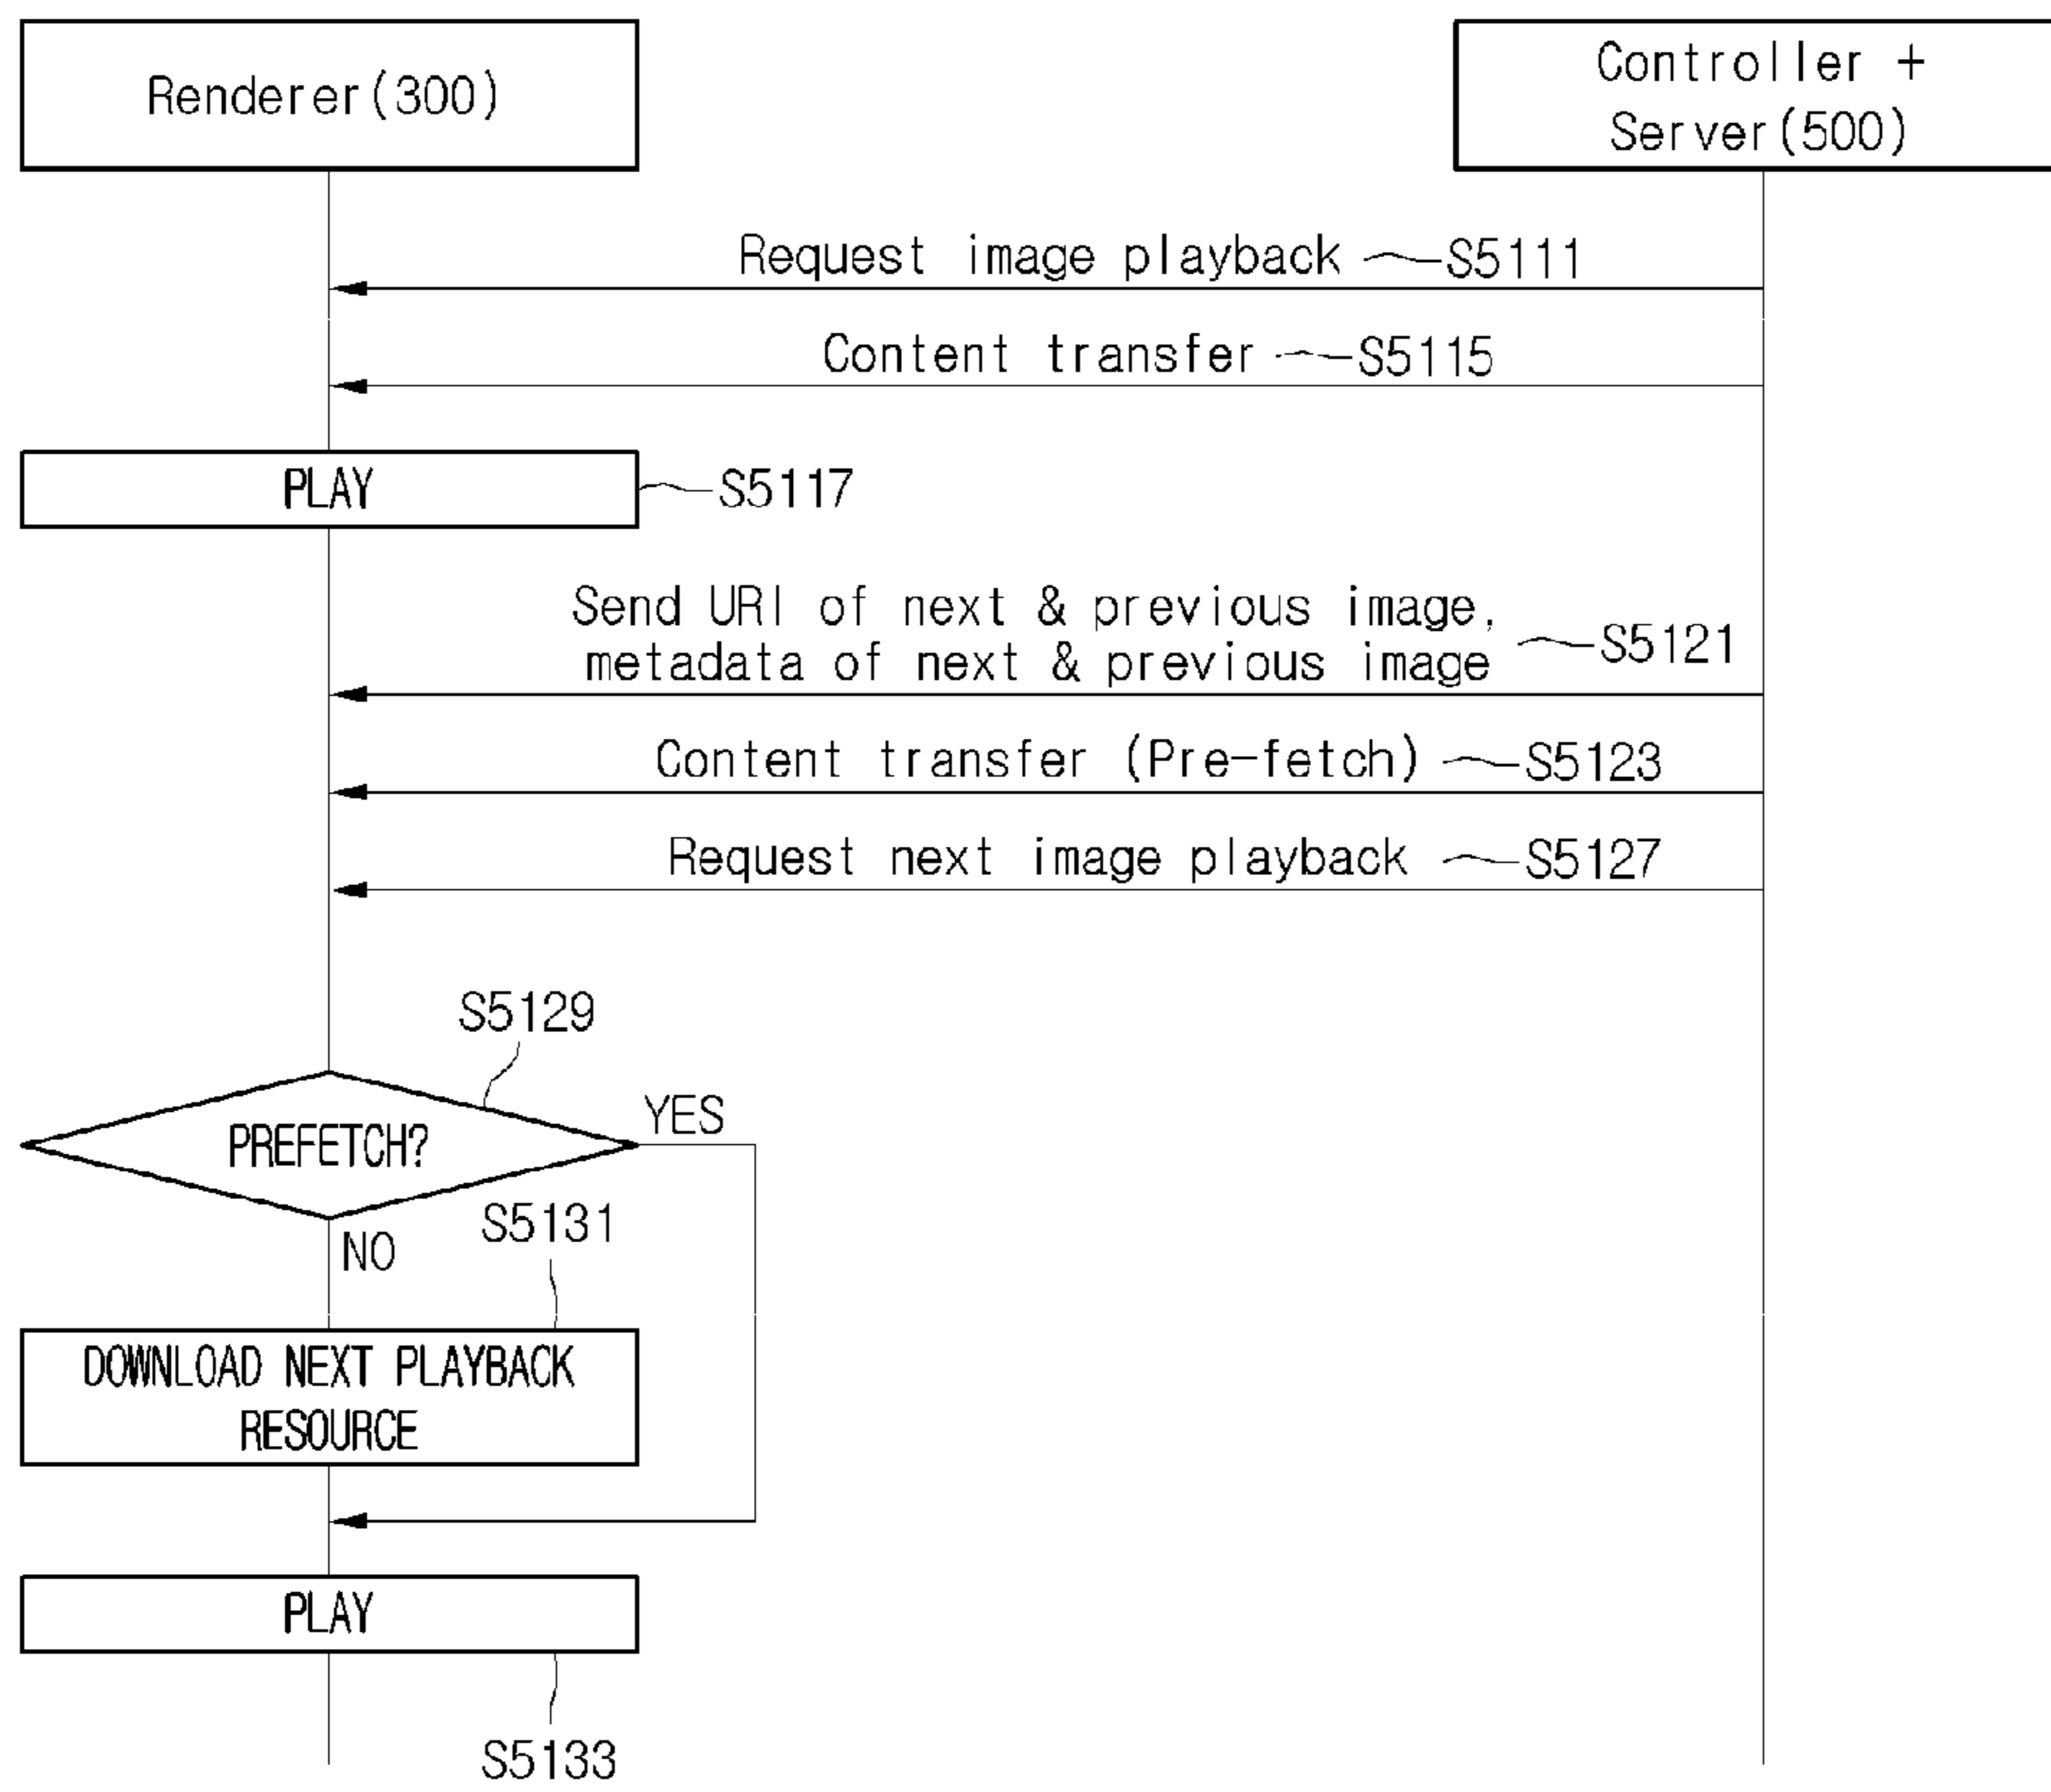 Renderer(300)
Controller +
Server(500)
Request image playback S5111
Content transfer S5115
PLAY S5117
Send URI of next & previous image,
metadata of next & previous image S5121
Content transfer (Pre-fetch) S5123
Request next image playback S5127
S5129
PREFETCH?
YES
NO
S5131
DOWNLOAD NEXT PLAYBACK
RESOURCE
PLAY
S5133